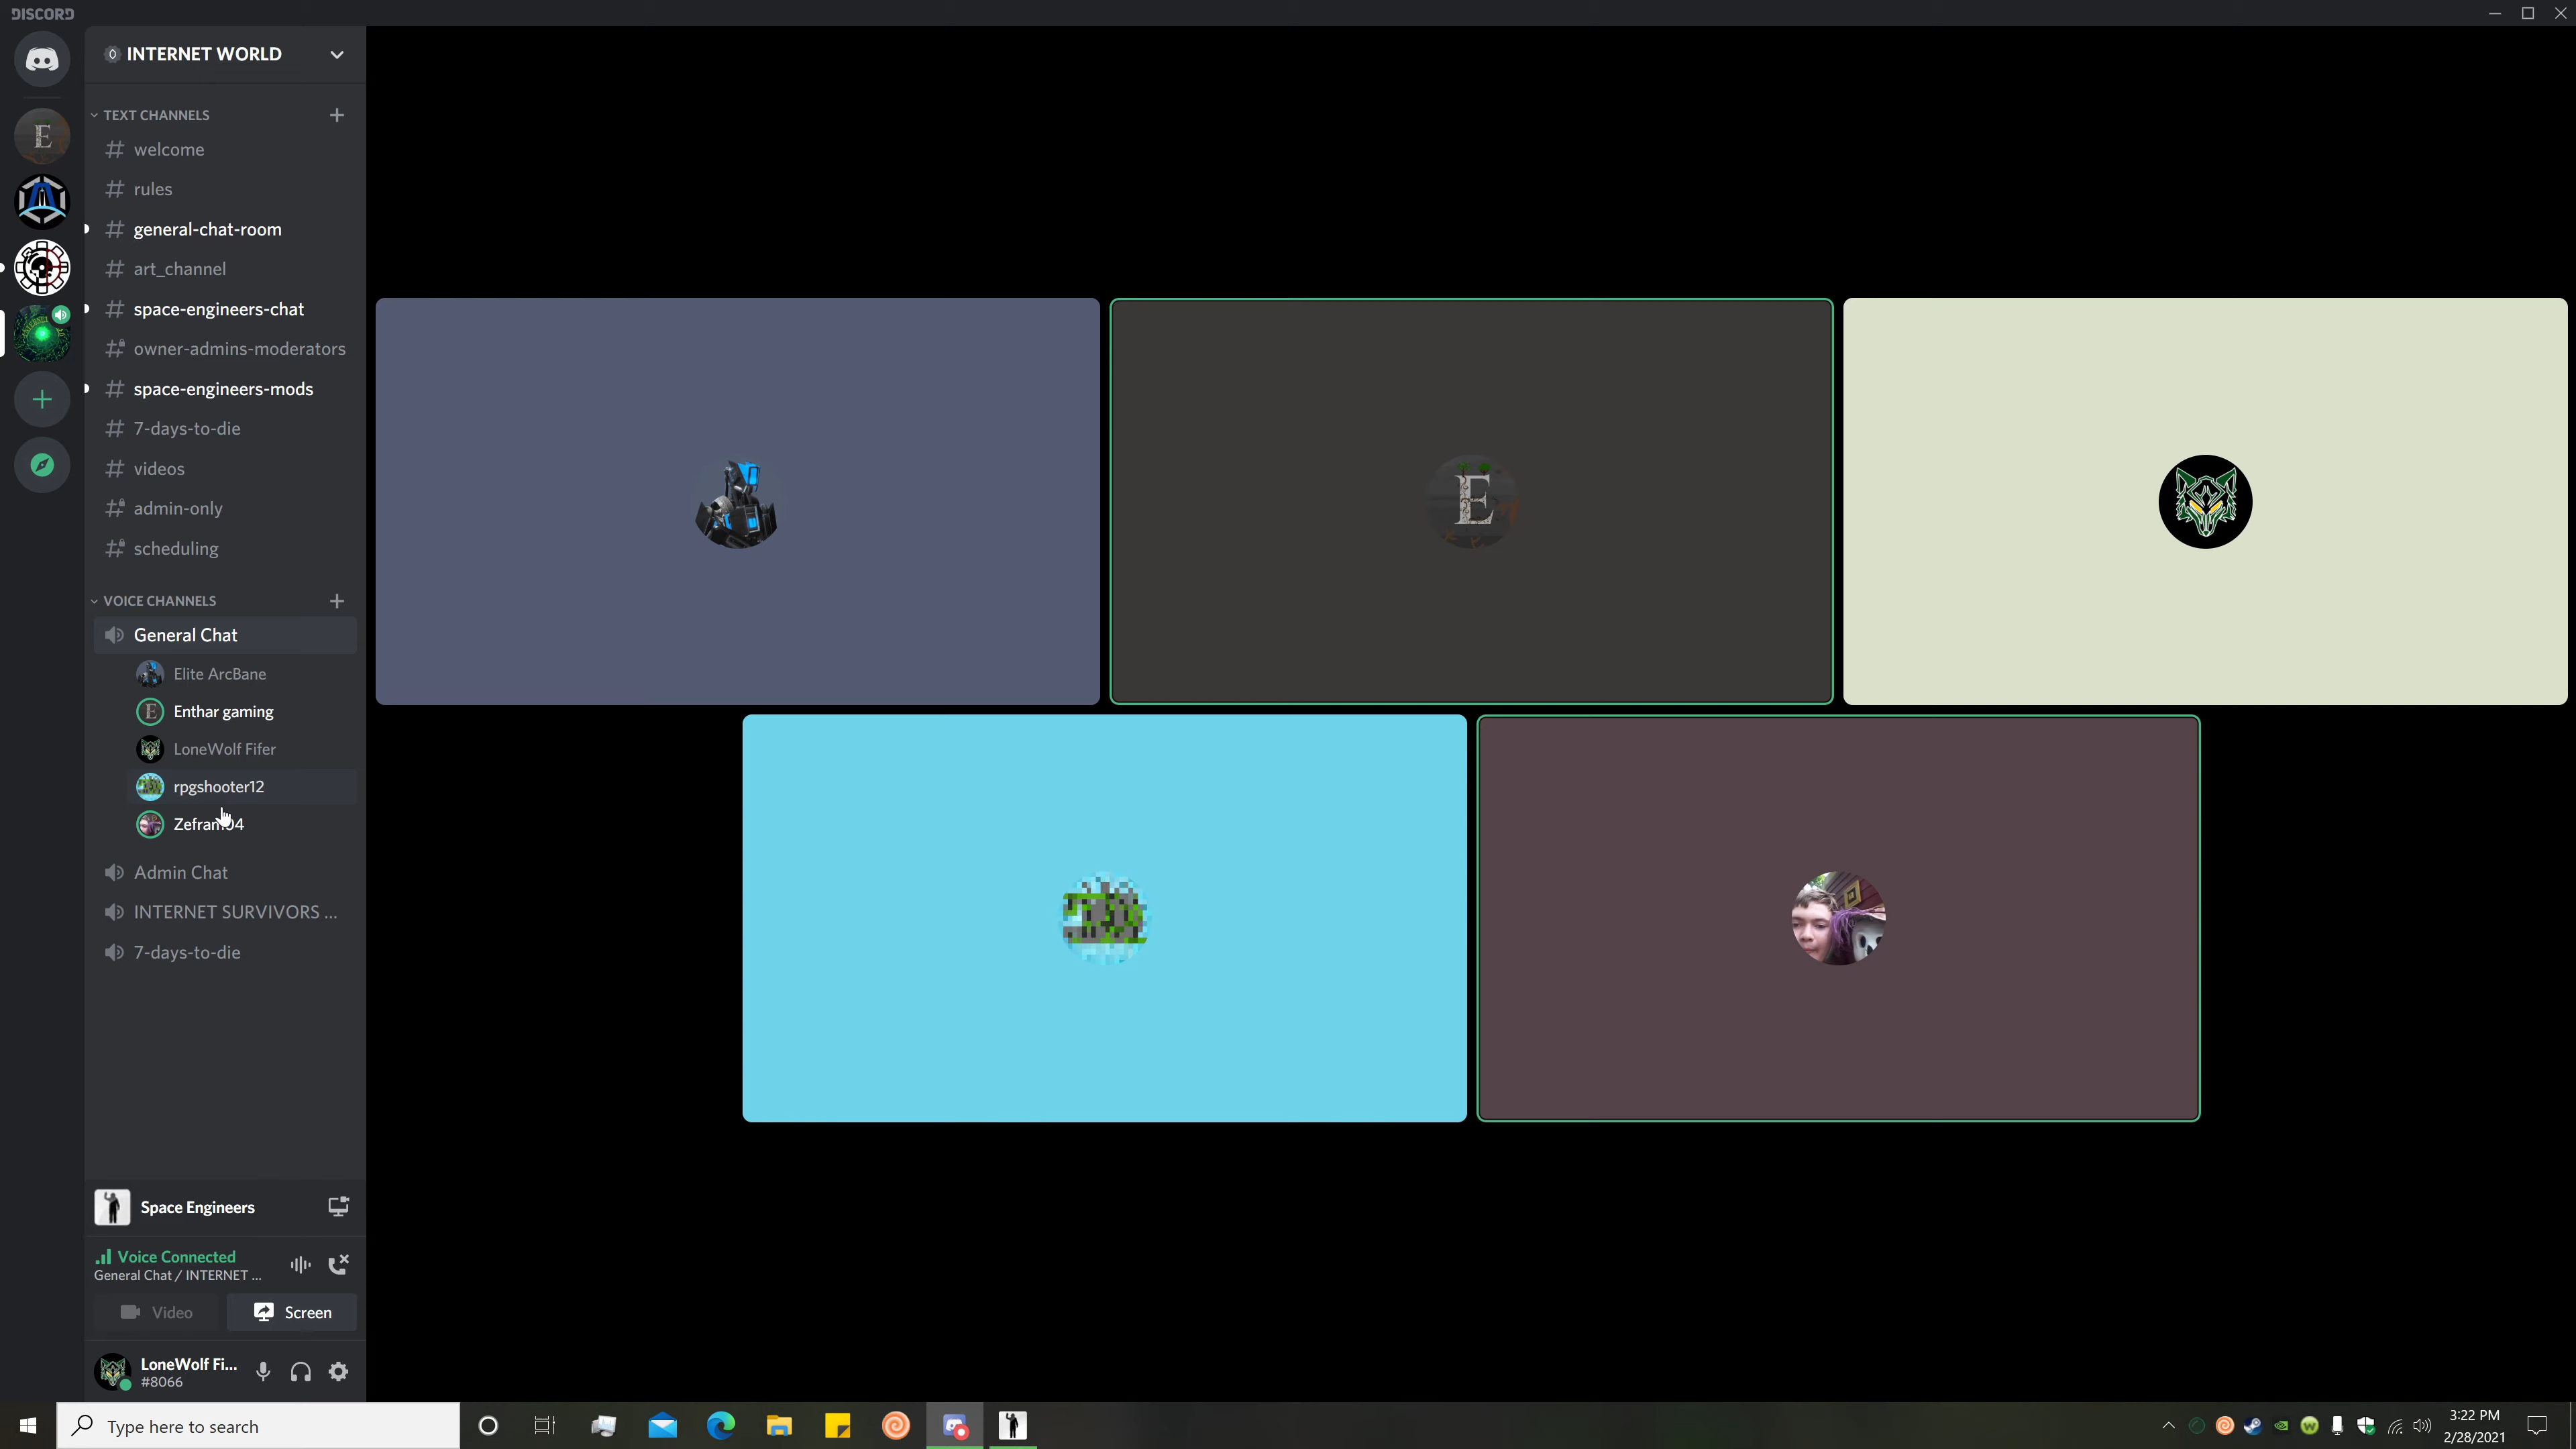 DISCORD
INTERNET WORLD
TEXT CHANNELS
welcome
rules
general-chat-room
art_channel
space-engineers-chat
owner-admins-moderators
space-engineers-mods
7-days-to-die
videos
admin-only
scheduling
VOICE CHANNELS
General Chat
Elite ArcBane
Enthar gaming
LoneWolf Fifer
rpgshooter12
Admin Chat
INTERNET SURVIVORS ...
7-days-to-die
Space Engineers
Voice Connected
General Chat / INTERNET ...
Video
Screen
LoneWolf Fi...
#8066
E
Type here to search
3:22 PM
2/28/2021